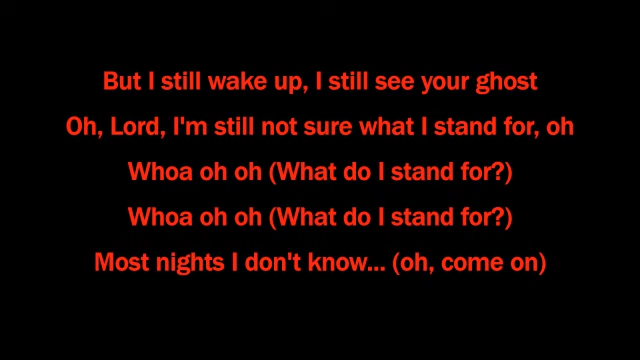 But I still wake up, I still see your ghost
Oh, Lord, I'm still not sure what I stand for, oh
Whoa oh oh (What do I stand for?)
Whoa oh oh (What do I stand for?)
Most nights I don't know... (oh, come on)